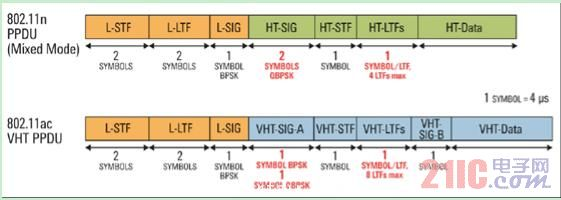 802.11n
PPDU
(Mixed Mode)
L-STF
L-LTF
L-SIG
HT-SIG
HT-STF
HT-LTFs
HT-Data
2
SYMBOLS
2
SYMBOLS
1
SYMBOL
BPSK
2
SYMBOLS
QBPSK
1
SYMBOL
1
SYMBOL/LTF,
4 LTFs max
1 SYMBOL = 4 µs
802.11ac
VHT PPDU
L-STF
L-LTF
L-SIG
VHT-SIG-A
VHT-STF
VHT-LTFs
VHT-
SIG-B
VHT-Data
2
SYMBOLS
2
SYMBOLS
1
SYMBOL
BPSK
1
SYMBOL BPSK
1
SYMBOL QBPSK
1
SYMBOL
1
SYMBOL/LTF,
8 LTFs max
1
SYMBOL
21IC电子网
.com